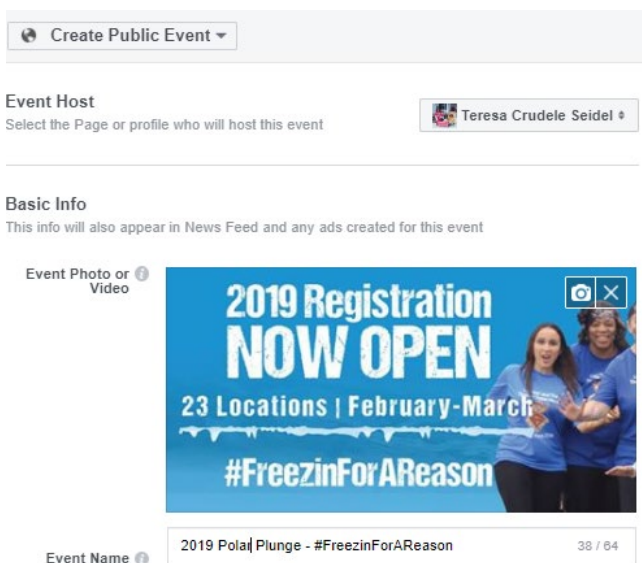 Create Public Event
Event Host
Select the Page or profile who will host this event
Teresa Crudele Seidel
Basic Info
This info will also appear in News Feed and any ads created for this event
Event Photo or
Video
2019 Registration
NOW OPEN
23 Locations | February-March
#FreezinForAReason
Event Name
2019 Polar Plunge - #FreezinForAReason
38 / 64